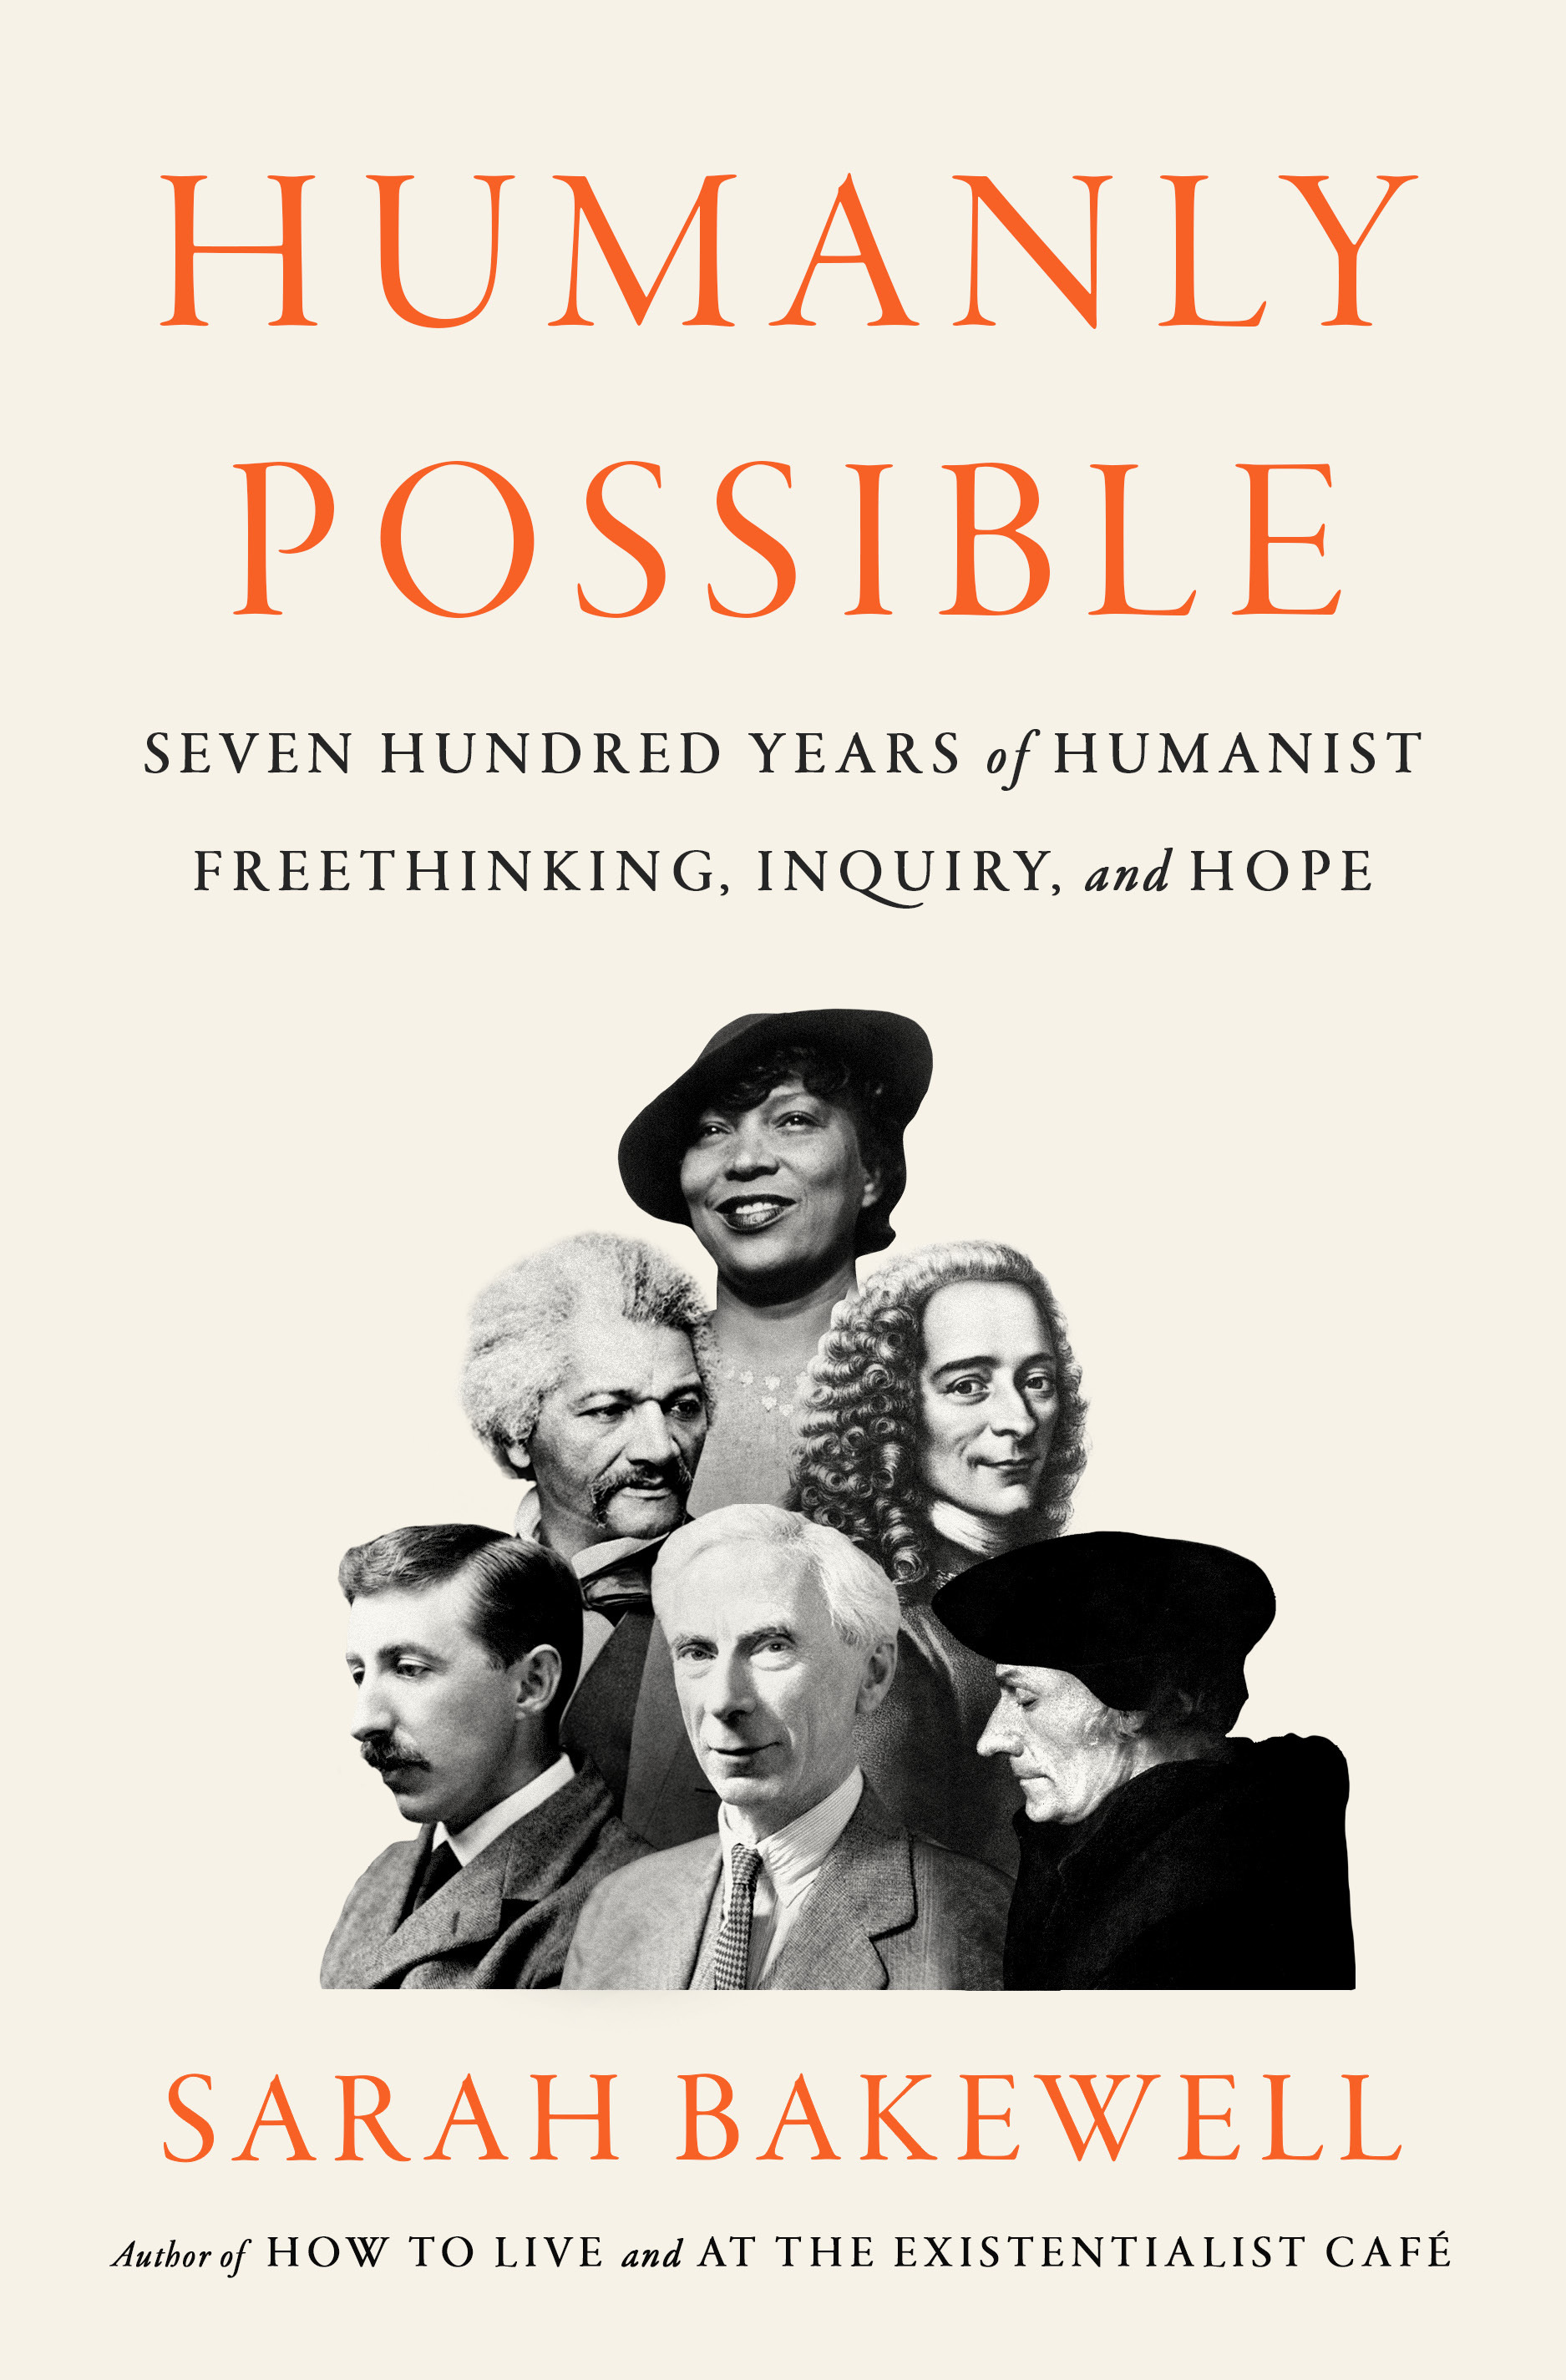 HUMANLY
POSSIBLE
SEVEN HUNDRED YEARS of HUMANIST
FREETHINKING, INQUIRY, and HOPE
SARAH BAKEWELL
Author of HOW TO LIVE and AT THE EXISTENTIALIST CAFÉ